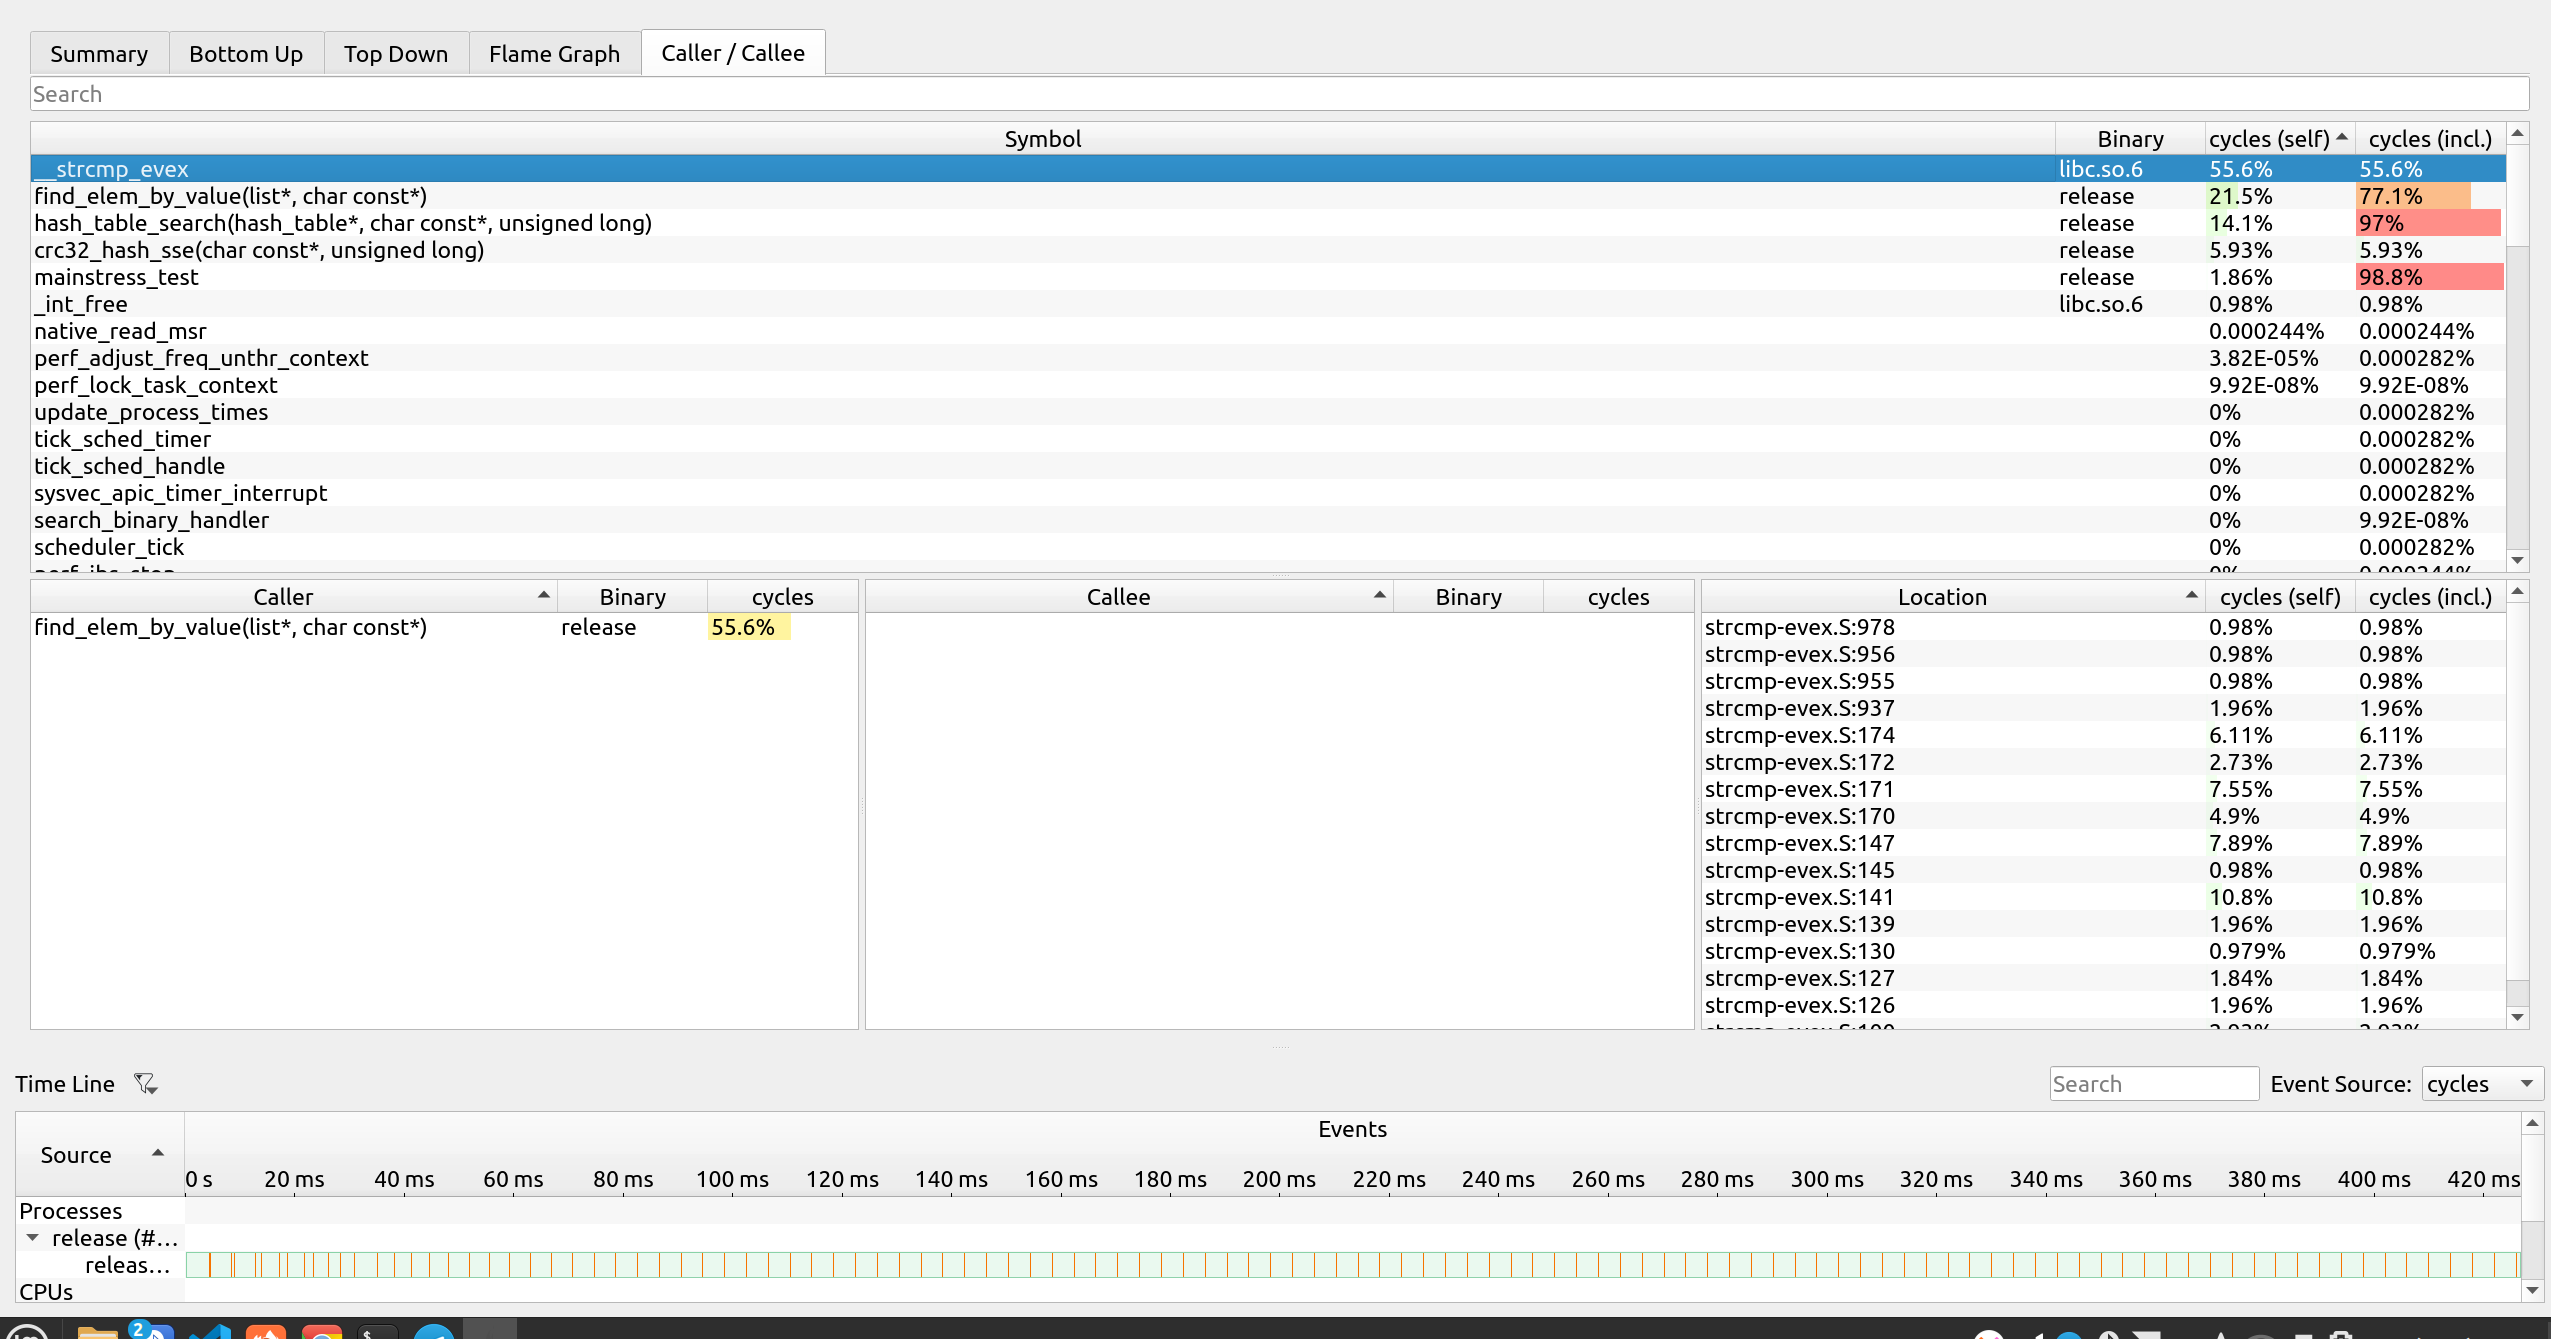 Summary Bottom Up Top Down Flame Graph Caller / Callee
Search
Symbol Binary cycles (self) cycles (incl.)
__strcmp_evex libc.so.6 55.6% 55.6%
find_elem_by_value(list*, char const*) release 21.5% 77.1%
hash_table_search(hash_table*, char const*, unsigned long) release 14.1% 97%
crc32_hash_sse(char const*, unsigned long) release 5.93% 5.93%
mainstress_test release 1.86% 98.8%
_int_free libc.so.6 0.98% 0.98%
native_read_msr 0.000244% 0.000244%
perf_adjust_freq_unthr_context 3.82E-05% 0.000282%
perf_lock_task_context 9.92E-08% 9.92E-08%
update_process_times 0% 0.000282%
tick_sched_timer 0% 0.000282%
tick_sched_handle 0% 0.000282%
sysvec_apic_timer_interrupt 0% 0.000282%
search_binary_handler 0% 9.92E-08%
scheduler_tick 0% 0.000282%
Caller Binary cycles Callee Binary cycles Location cycles (self) cycles (incl.)
find_elem_by_value(list*, char const*) release 55.6% strcmp-evex.S:978 0.98% 0.98%
strcmp-evex.S:956 0.98% 0.98%
strcmp-evex.S:955 0.98% 0.98%
strcmp-evex.S:937 1.96% 1.96%
strcmp-evex.S:174 6.11% 6.11%
strcmp-evex.S:172 2.73% 2.73%
strcmp-evex.S:171 7.55% 7.55%
strcmp-evex.S:170 4.9% 4.9%
strcmp-evex.S:147 7.89% 7.89%
strcmp-evex.S:145 0.98% 0.98%
strcmp-evex.S:141 10.8% 10.8%
strcmp-evex.S:139 1.96% 1.96%
strcmp-evex.S:130 0.979% 0.979%
strcmp-evex.S:127 1.84% 1.84%
strcmp-evex.S:126 1.96% 1.96%
Time Line Search Event Source: cycles
Events
Source
0 s 20 ms 40 ms 60 ms 80 ms 100 ms 120 ms 140 ms 160 ms 180 ms 200 ms 220 ms 240 ms 260 ms 280 ms 300 ms 320 ms 340 ms 360 ms 380 ms 400 ms 420 ms
Processes
release (#...
releas...
CPUs
2